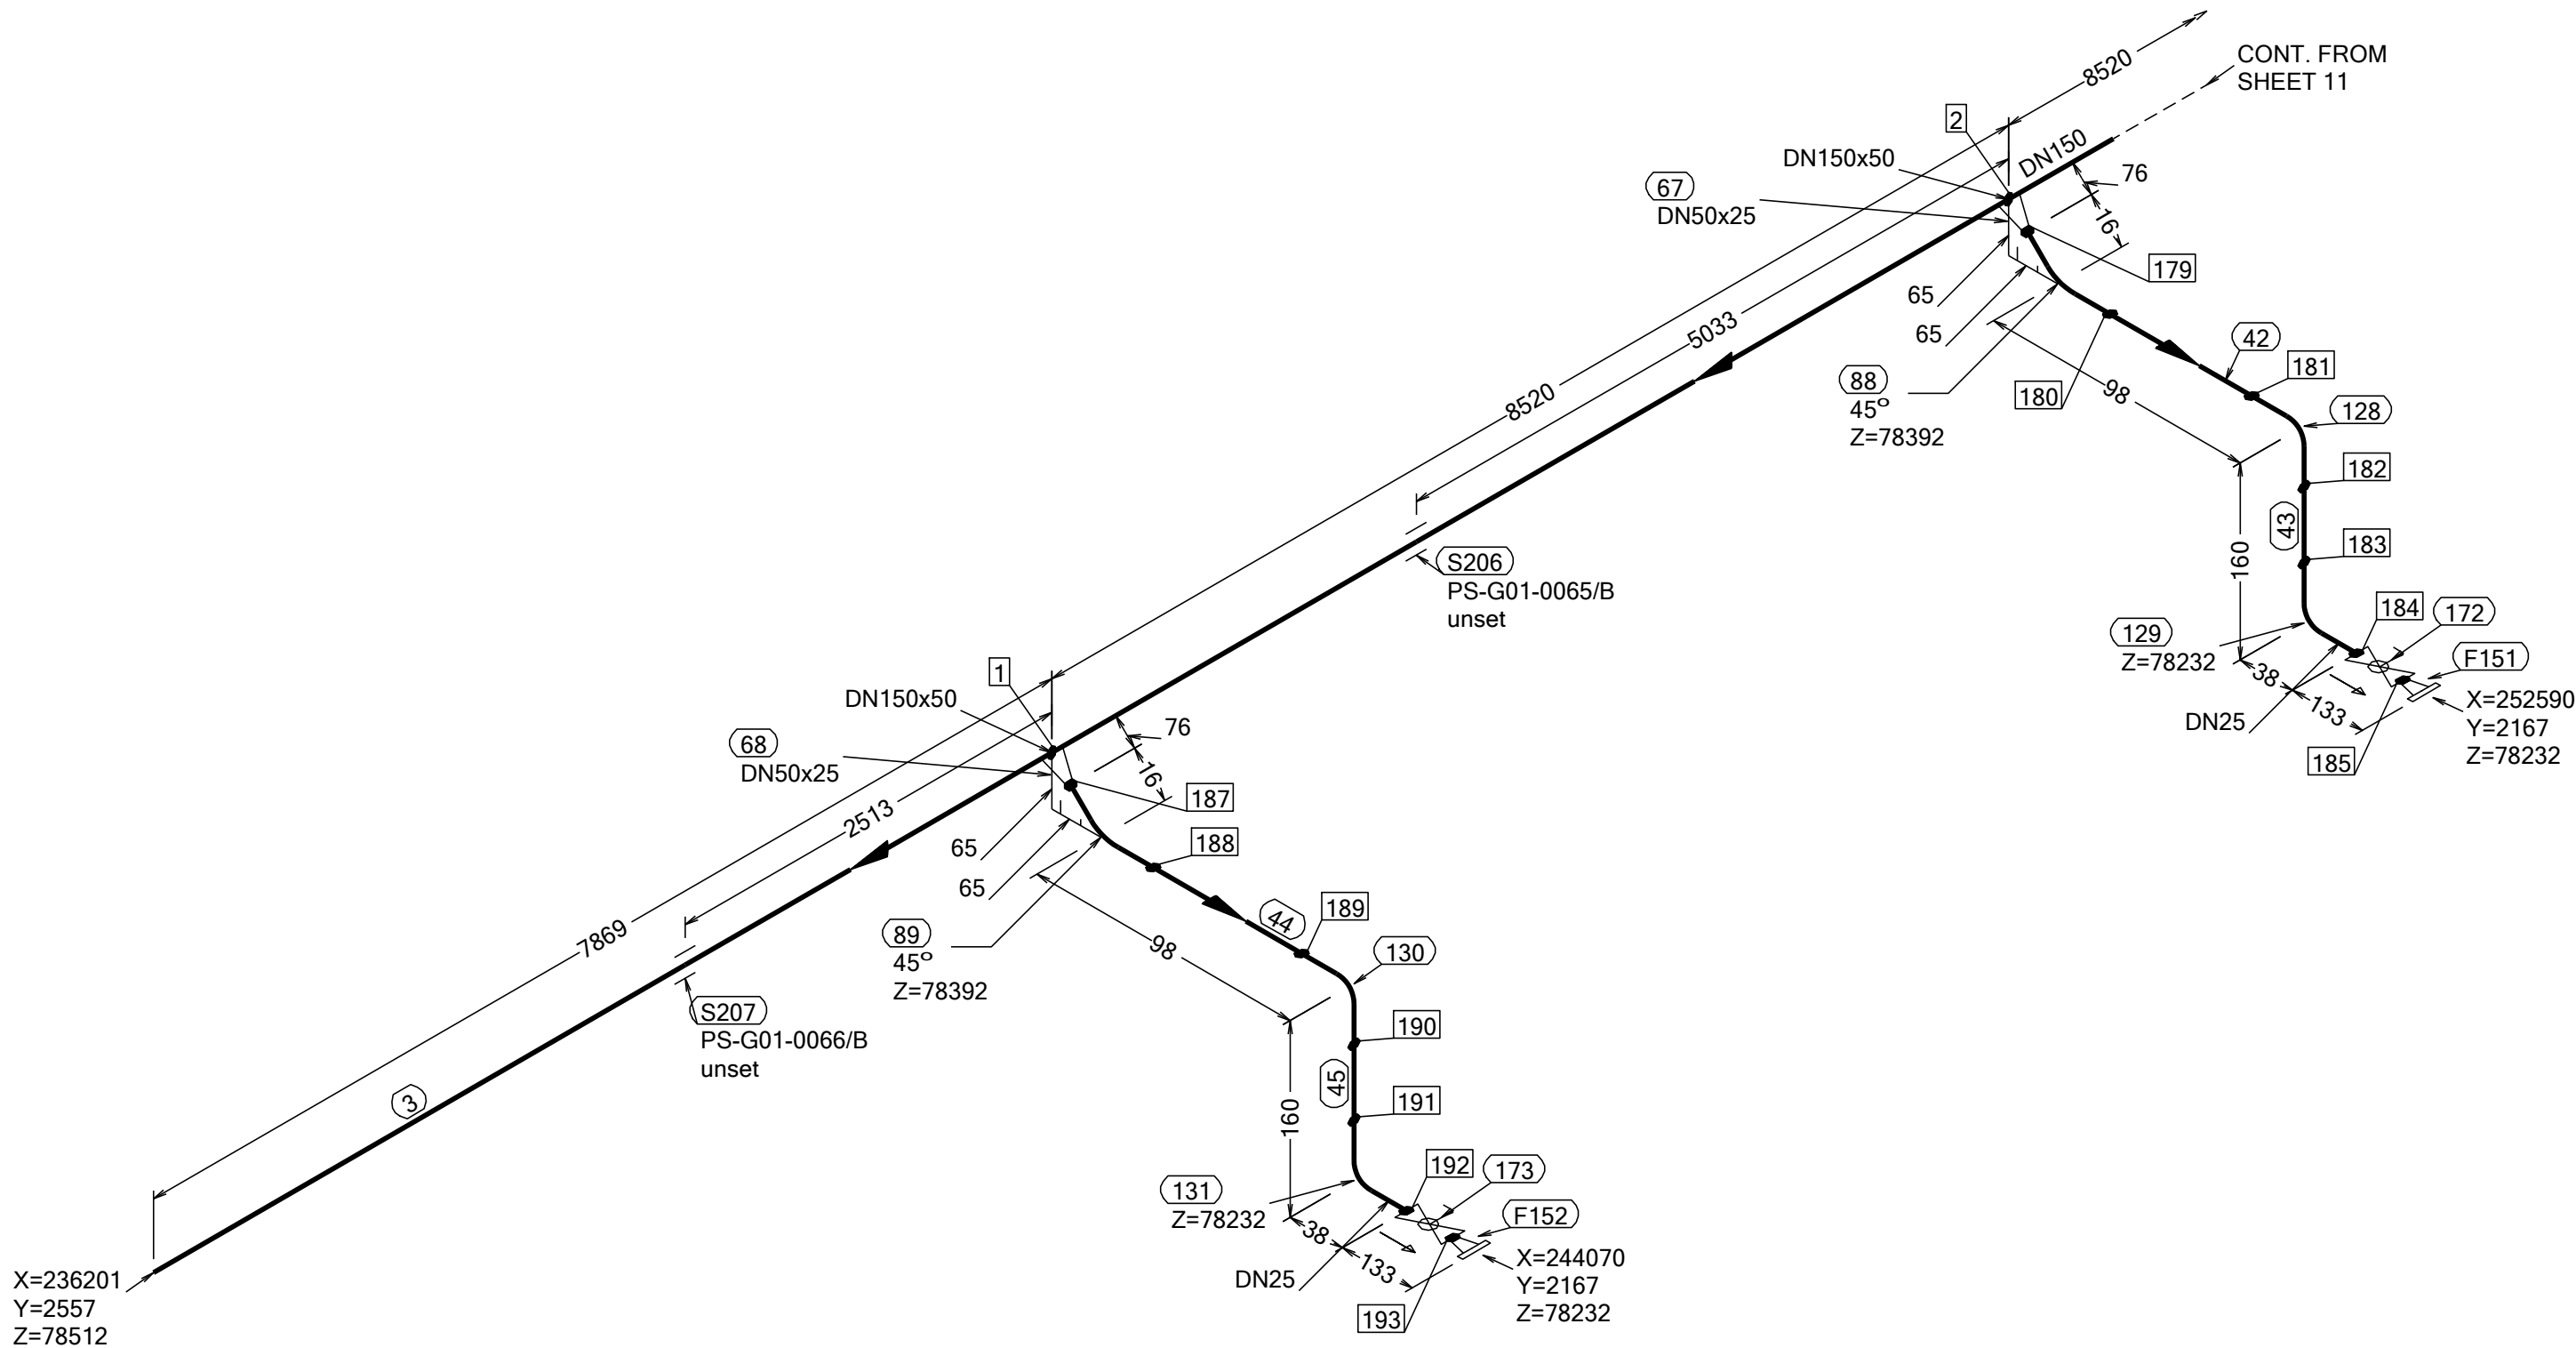 8520
CONT. FROM
SHEET 11
2
DN150
DN150x50
76
67
DN50x25
16
179
65
65
5033
42
181
88
45°
Z=78392
180
98
128
8520
182
43
183
160
S206
PS-G01-0065/B
unset
184
172
129
Z=78232
F151
38
133
X=252590
Y=2167
Z=78232
DN25
185
1
DN150x50
76
68
DN50x25
16
187
2513
65
188
65
7869
89
45°
Z=78392
44
189
98
130
S207
PS-G01-0066/B
unset
190
45
191
160
3
192
173
131
Z=78232
F152
38
133
X=244070
Y=2167
Z=78232
DN25
193
X=236201
Y=2557
Z=78512